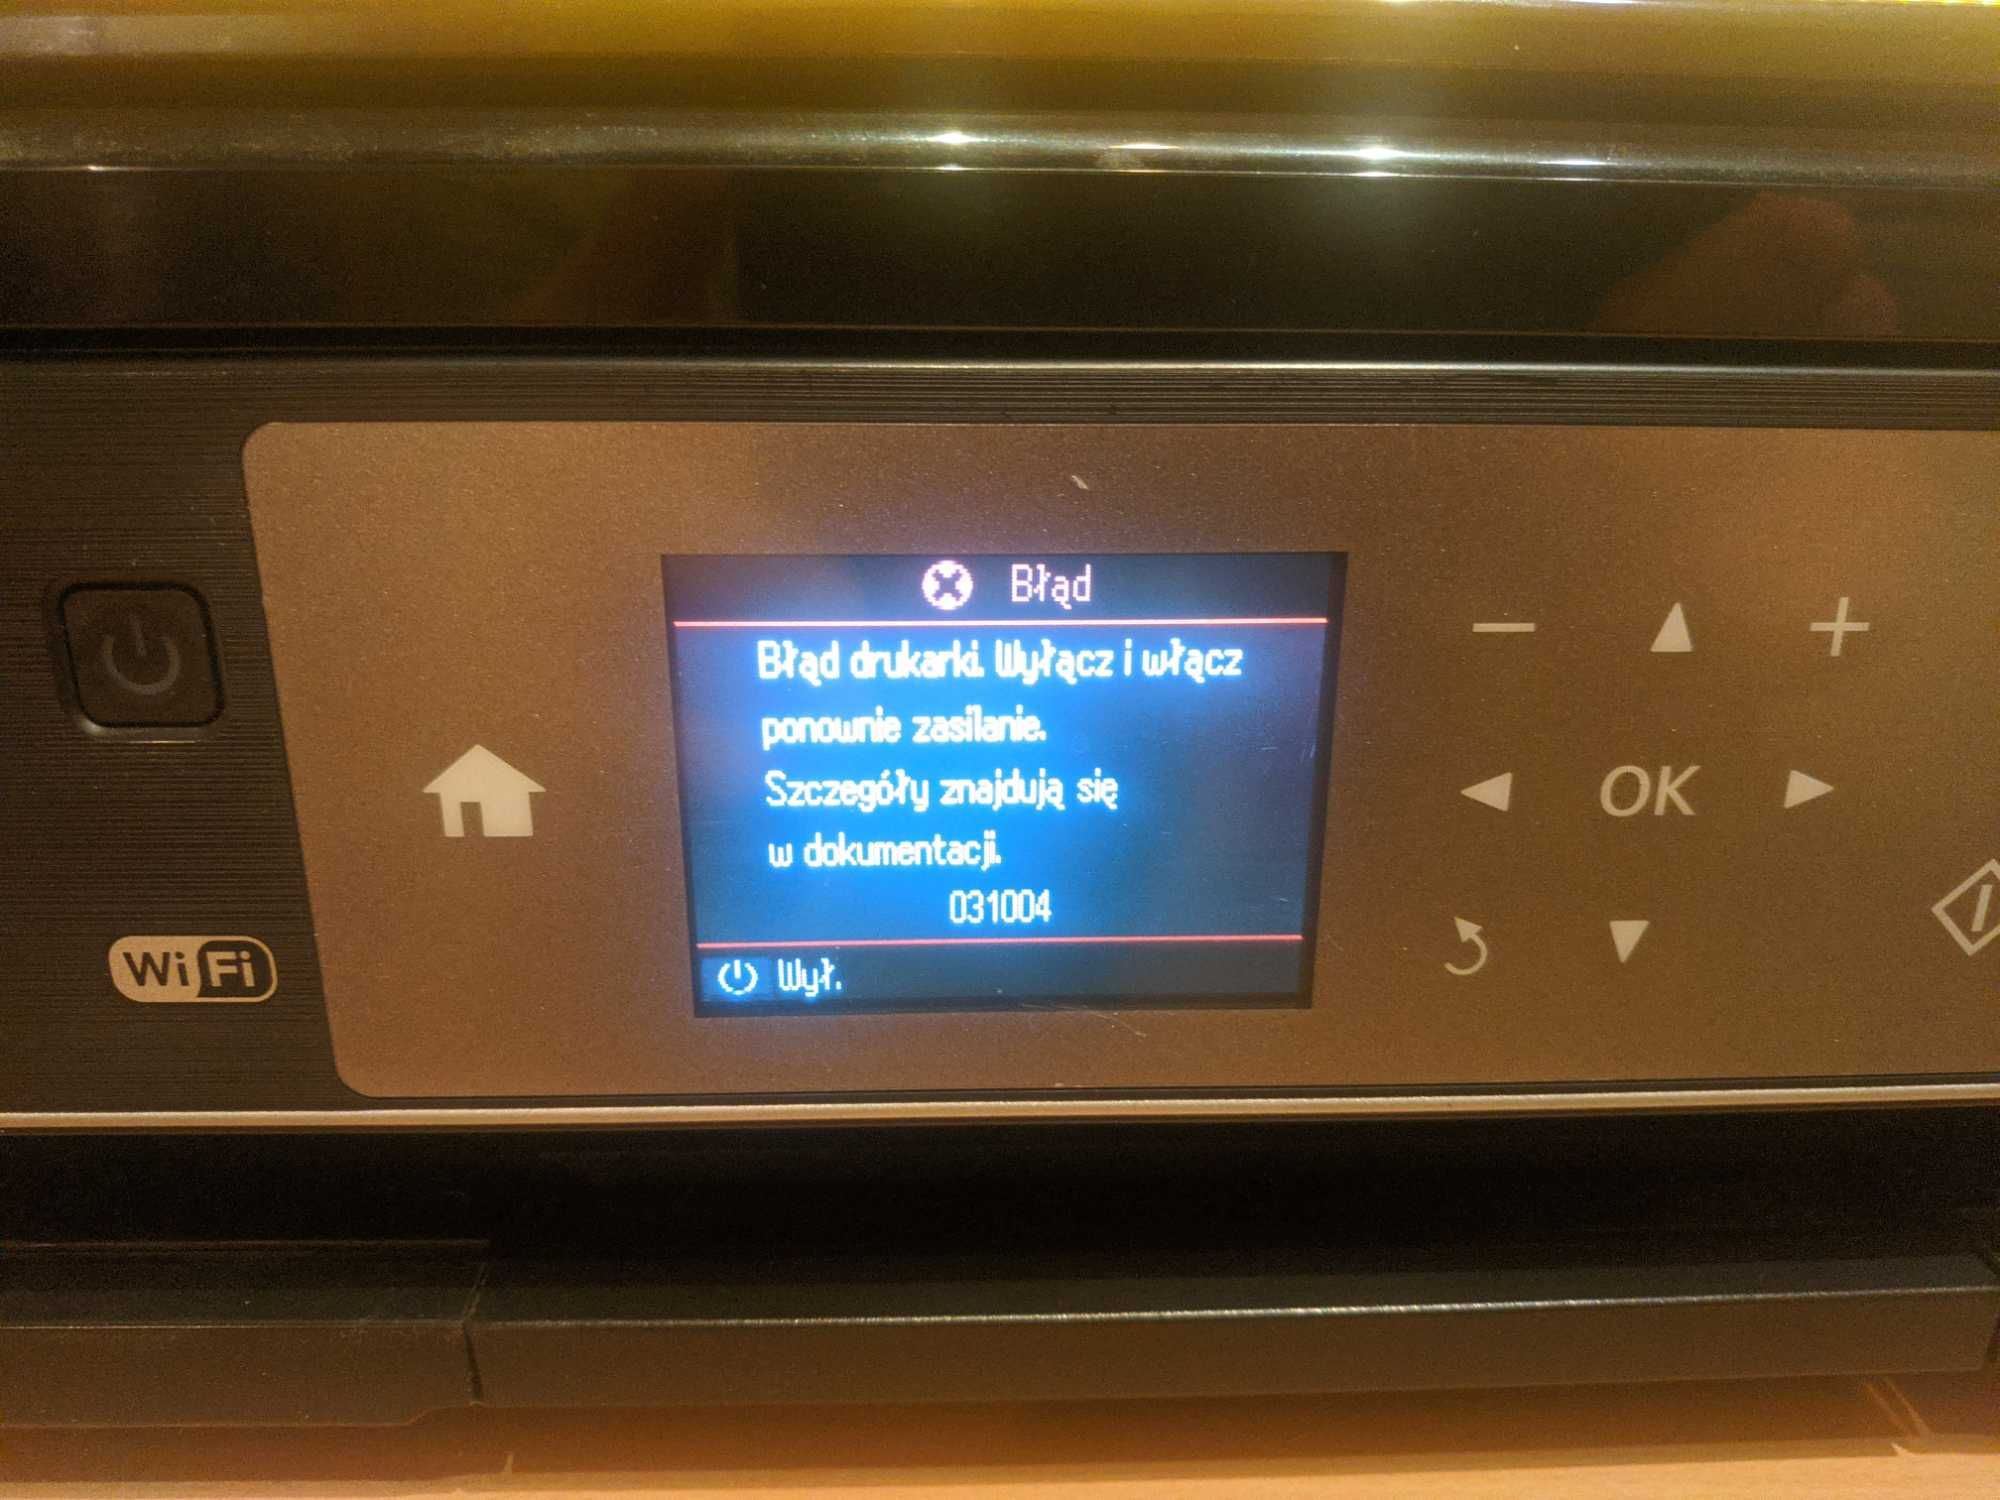 Błąd
Błąd drukarki. Wyłącz i włącz
ponownie zasilanie.
Szczegóły znajdują się
w dokumentacji.
031004
Wył.
OK
WiFi